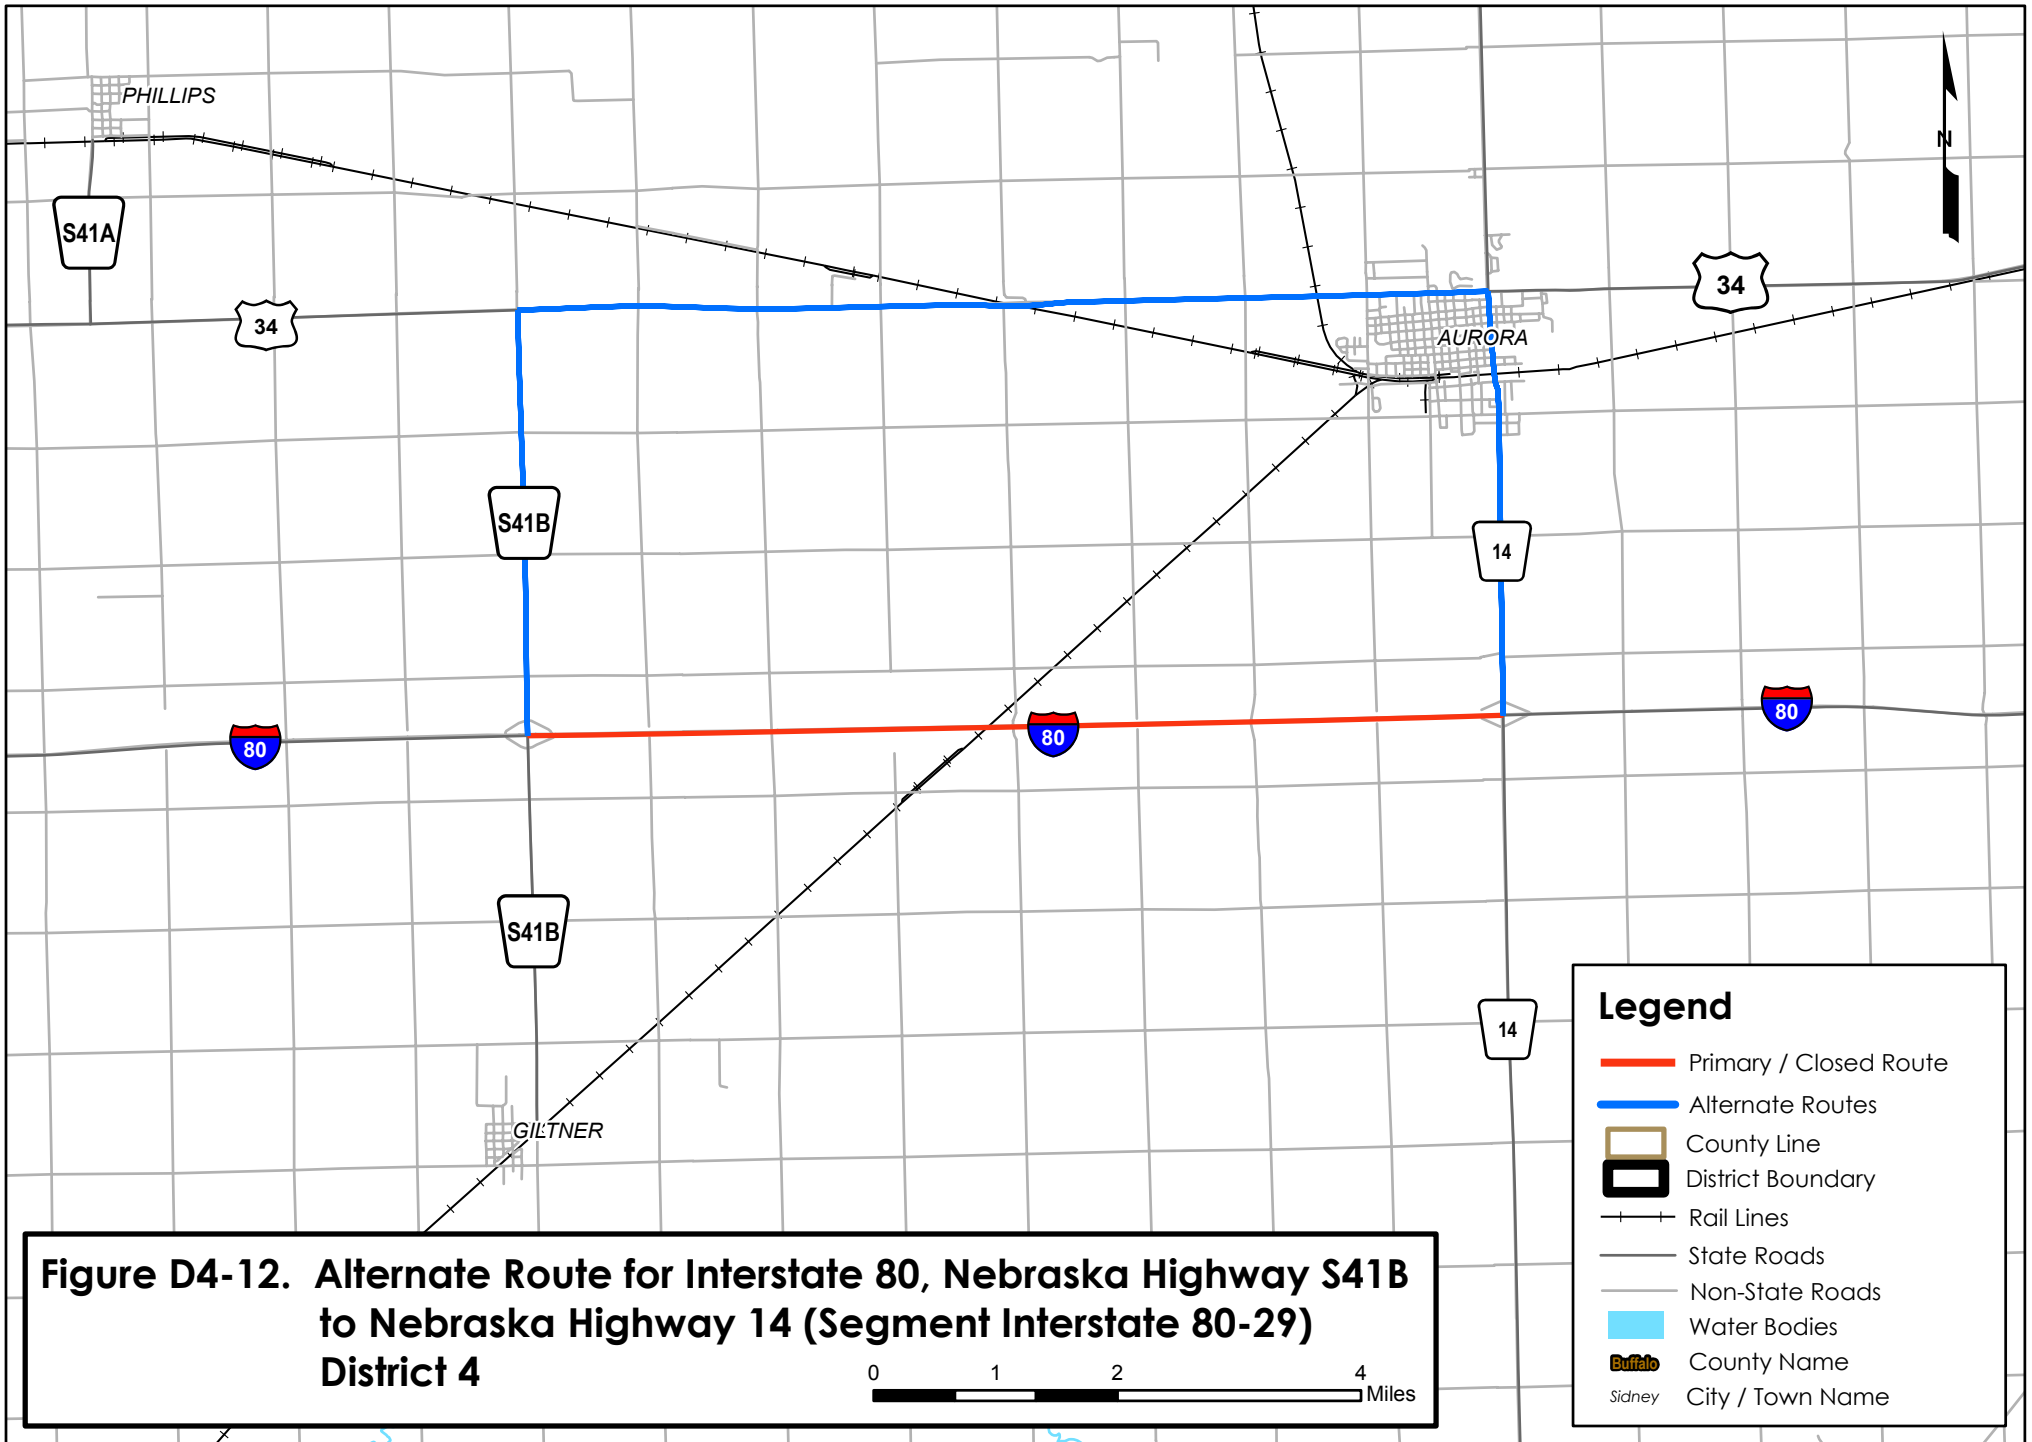 PHILLIPS
N
S41A
34
34
AURORA
S41B
14
80
80
80
S41B
14
GILTNER
Legend
Primary / Closed Route
Alternate Routes
County Line
District Boundary
Rail Lines
State Roads
Non-State Roads
Water Bodies
Buffalo County Name
Sidney City / Town Name
Figure D4-12. Alternate Route for Interstate 80, Nebraska Highway S41B
to Nebraska Highway 14 (Segment Interstate 80-29)
District 4
0 1 2 4
Miles